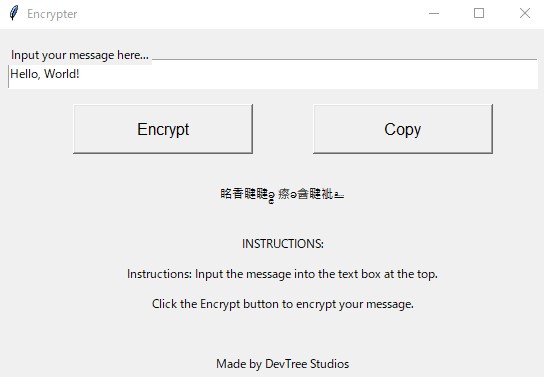 Encrypter
Input your message here...
Hello, World!
Encrypt
Copy
INSTRUCTIONS:
Instructions: Input the message into the text box at the top.
Click the Encrypt button to encrypt your message.
Made by DevTree Studios